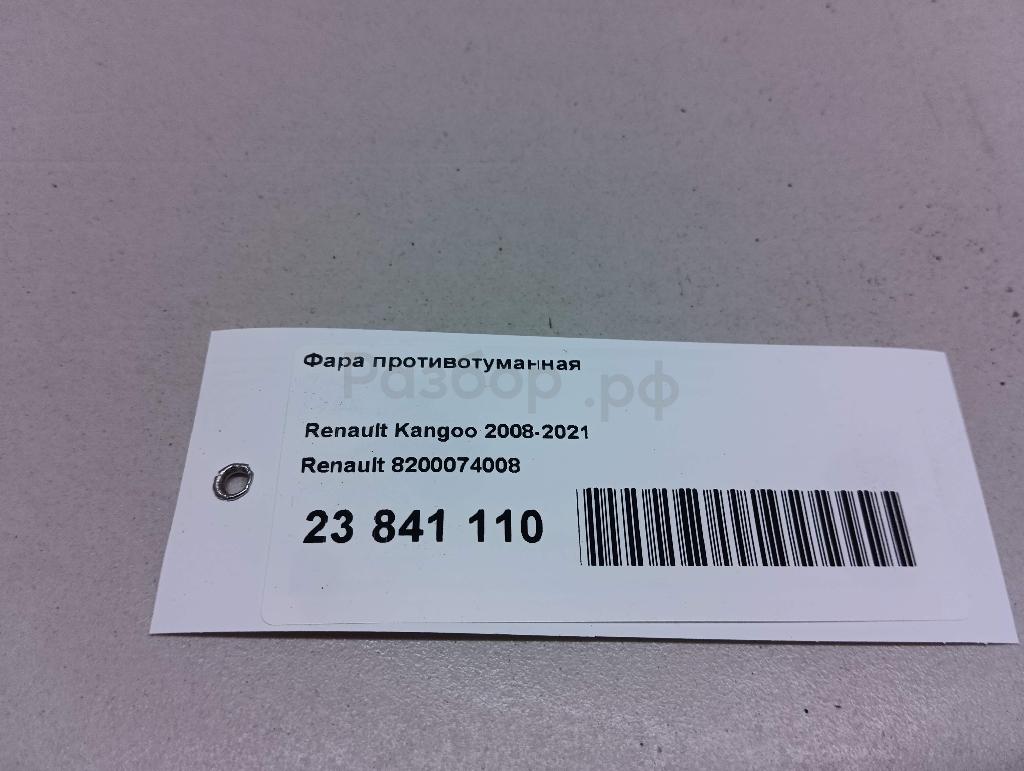 Фара противотуманная
Разбор.рф
Renault Kangoo 2008-2021
Renault 8200074008
23 841 110